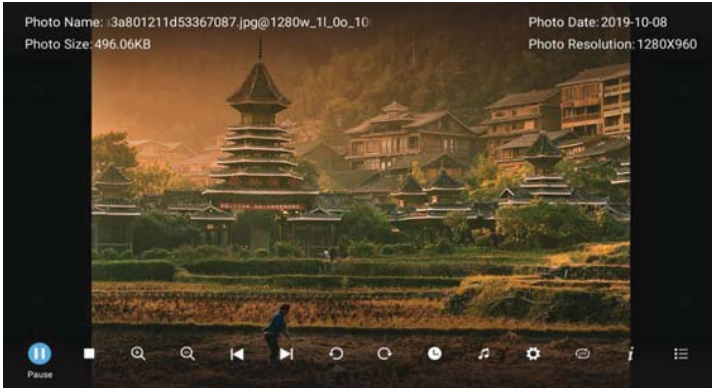 Photo Name: 3a801211d53367087.jpg@1280w_1l_0o_10
Photo Date: 2019-10-08
Photo Size: 496.06KB
Photo Resolution: 1280X960
Pause